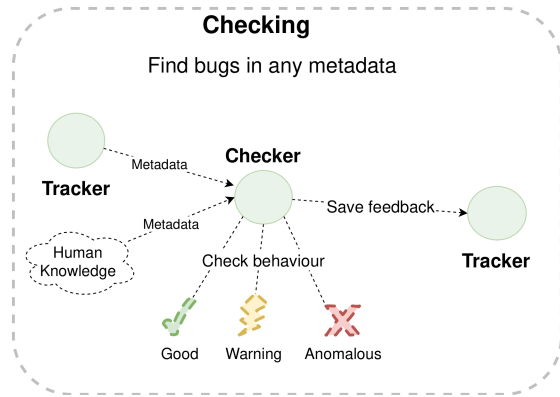 Checking
Find bugs in any metadata
Metadata
Checker
Tracker
Metadata
Save feedback
Human
Knowledge
Check behaviour
Tracker
Good
Warning
Anomalous